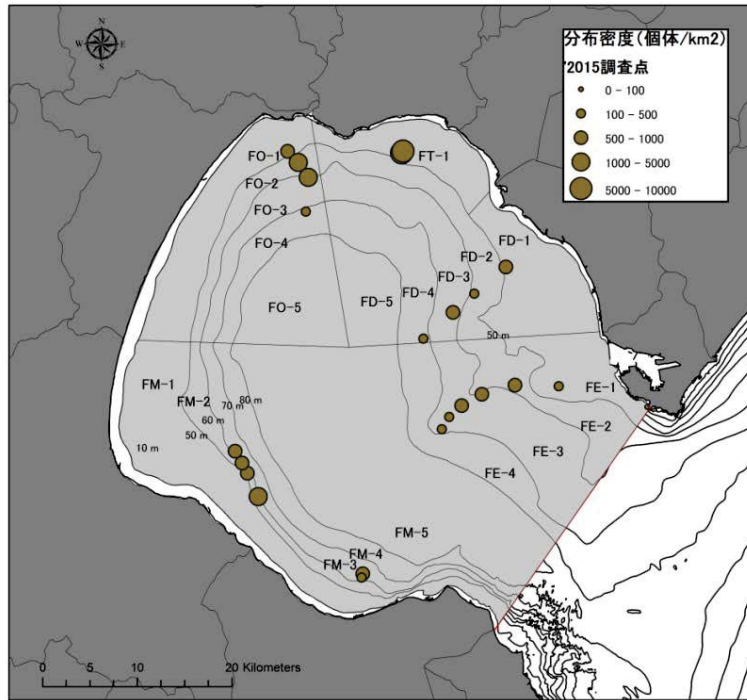 N
W E
S
分布密度(個体/km2)
'2015調査点
0 - 100
100 - 500
500 - 1000
1000 - 5000
5000 - 10000
FO-1
FT-1
FO-2
FO-3
FD-1
FO-4
FD-2
FD-3
FO-5
FD-5
FD-4
50 m
FM-1
FE-1
FM-2
80 m
70 m
60 m
50 m
FE-2
10 m
FE-3
FE-4
FM-5
FM-4
FM-3
0 5 10 20 Kilometers